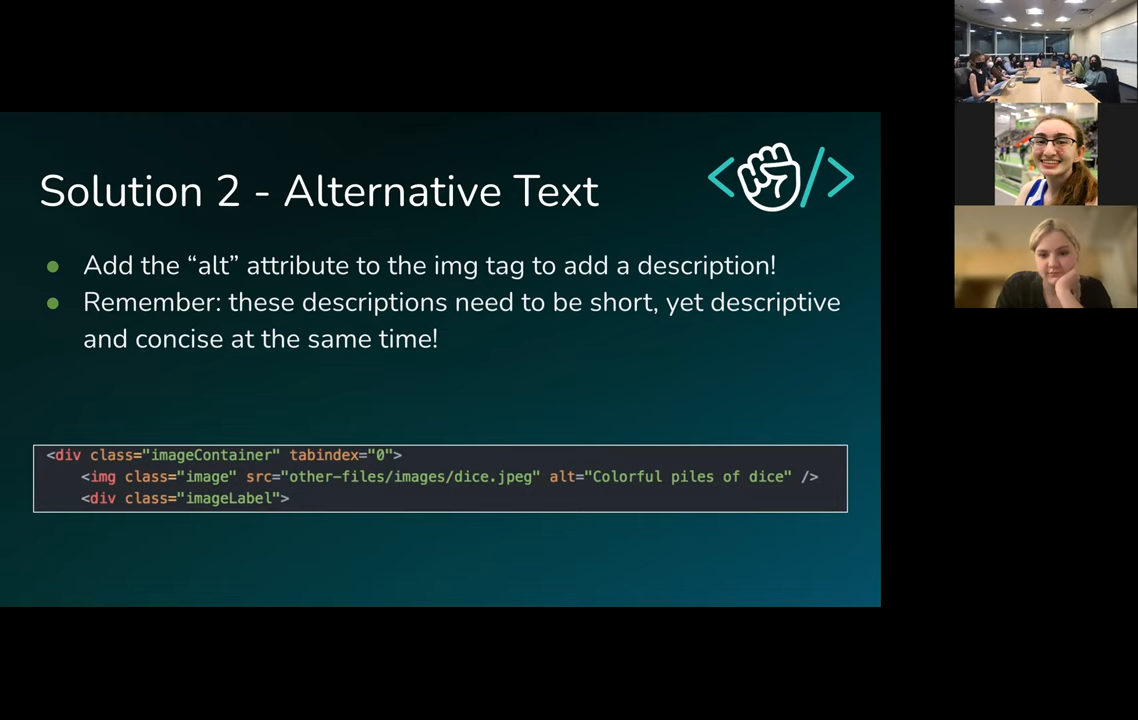 Solution 2 - Alternative Text
Add the “alt” attribute to the img tag to add a description!
Remember: these descriptions need to be short, yet descriptive
and concise at the same time!
<div class="imageContainer" tabindex="0">
<img class="image" src="other-files/images/dice.jpeg" alt="Colorful piles of dice" />
<div class="imageLabel">